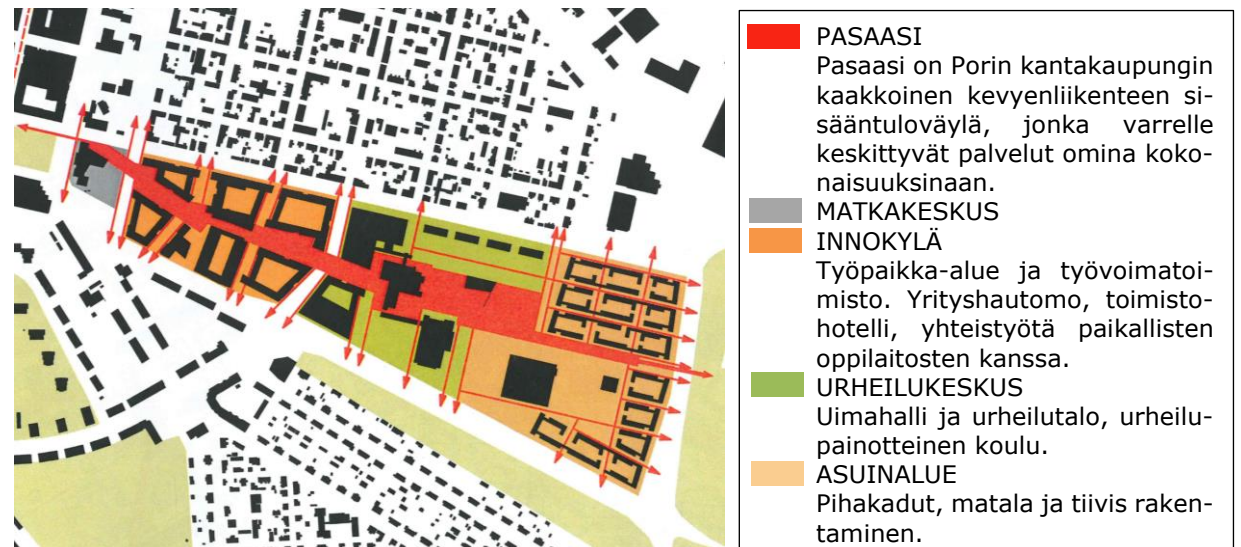 PASAASI
Pasaasi on Porin kantakaupungin
kaakkoinen kevyenliikenteen si-
sääntuloväylä, jonka varrelle
keskittyvät palvelut omina koko-
naisuuksinaan.
MATKAKESKUS
INNOKYLÄ
Työpaikka-alue ja työvoimatoi-
misto. Yrityshautomo, toimisto-
hotelli, yhteistyötä paikallisten
oppilaitosten kanssa.
URHEILUKESKUS
Uimahalli ja urheilutalo, urheilu-
painotteinen koulu.
ASUINALUE
Pihakadut, matala ja tiivis raken-
taminen.